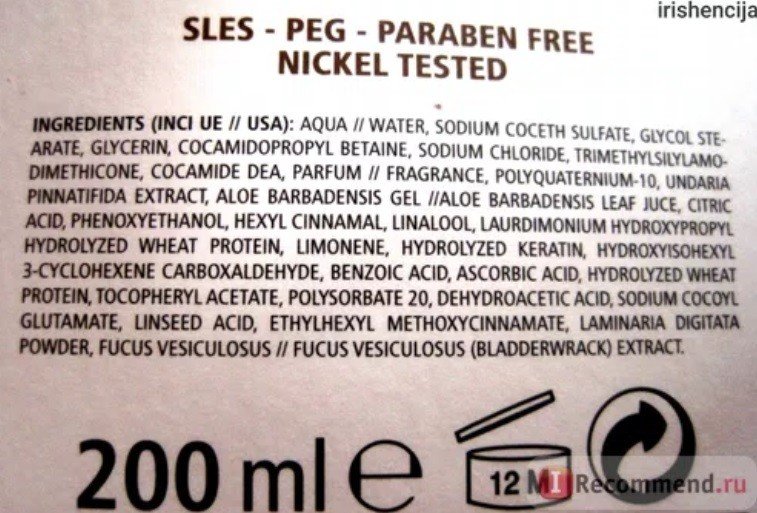 irishencija
SLES - PEG - PARABEN FREE
NICKEL TESTED
INGREDIENTS (INCI UE // USA): AQUA // WATER, SODIUM COCETH SULFATE, GLYCOL STE-
ARATE, GLYCERIN, COCAMIDOPROPYL BETAINE, SODIUM CHLORIDE, TRIMETHYLSILYLAMO-
DIMETHICONE, COCAMIDE DEA, PARFUM // FRAGRANCE, POLYQUATERNIUM-10, UNDARIA
PINNATIFIDA EXTRACT, ALOE BARBADENSIS GEL //ALOE BARBADENSIS LEAF JUCE, CITRIC
ACID, PHENOXYETHANOL, HEXYL CINNAMAL, LINALOOL, LAURDIMONIUM HYDROXYPROPYL
HYDROLYZED WHEAT PROTEIN, LIMONENE, HYDROLYZED KERATIN, HYDROXYISOHEXYL
3-CYCLOHEXENE CARBOXALDEHYDE, BENZOIC ACID, ASCORBIC ACID, HYDROLYZED WHEAT
PROTEIN, TOCOPHERYL ACETATE, POLYSORBATE 20, DEHYDROACETIC ACID, SODIUM COCOYL
GLUTAMATE, LINSEED ACID, ETHYLHEXYL METHOXYCINNAMATE, LAMINARIA DIGITATA
POWDER, FUCUS VESICULOSUS // FUCUS VESICULOSUS (BLADDERWRACK) EXTRACT.
200 ml e
12 M
I Recommend.ru